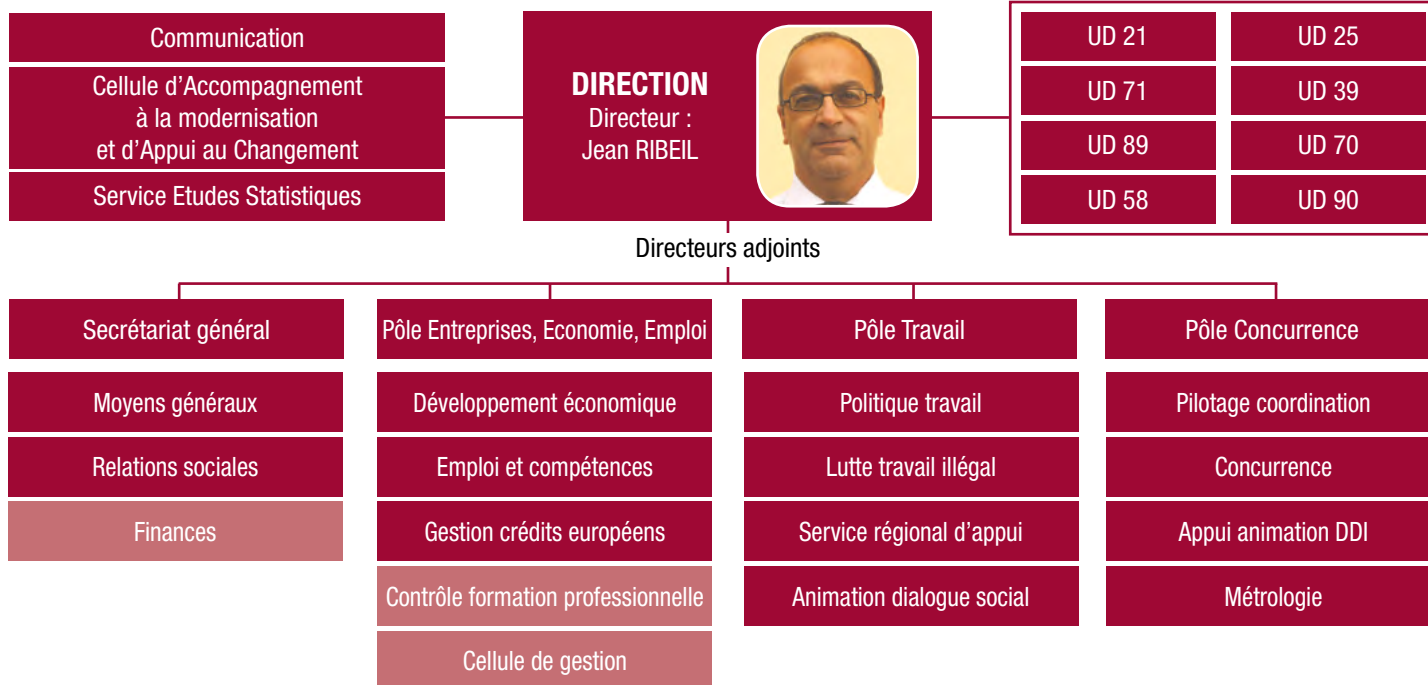 Communication
Cellule d'Accompagnement
à la modernisation
et d'Appui au Changement
Service Etudes Statistiques
DIRECTION
Directeur :
Jean RIBEIL
UD 21
UD 25
UD 71
UD 39
UD 89
UD 70
UD 58
UD 90
Directeurs adjoints
Secrétariat général
Moyens généraux
Relations sociales
Finances
Pôle Entreprises, Economie, Emploi
Développement économique
Emploi et compétences
Gestion crédits européens
Contrôle formation professionnelle
Cellule de gestion
Pôle Travail
Politique travail
Lutte travail illégal
Service régional d'appui
Animation dialogue social
Pôle Concurrence
Pilotage coordination
Concurrence
Appui animation DDI
Métrologie